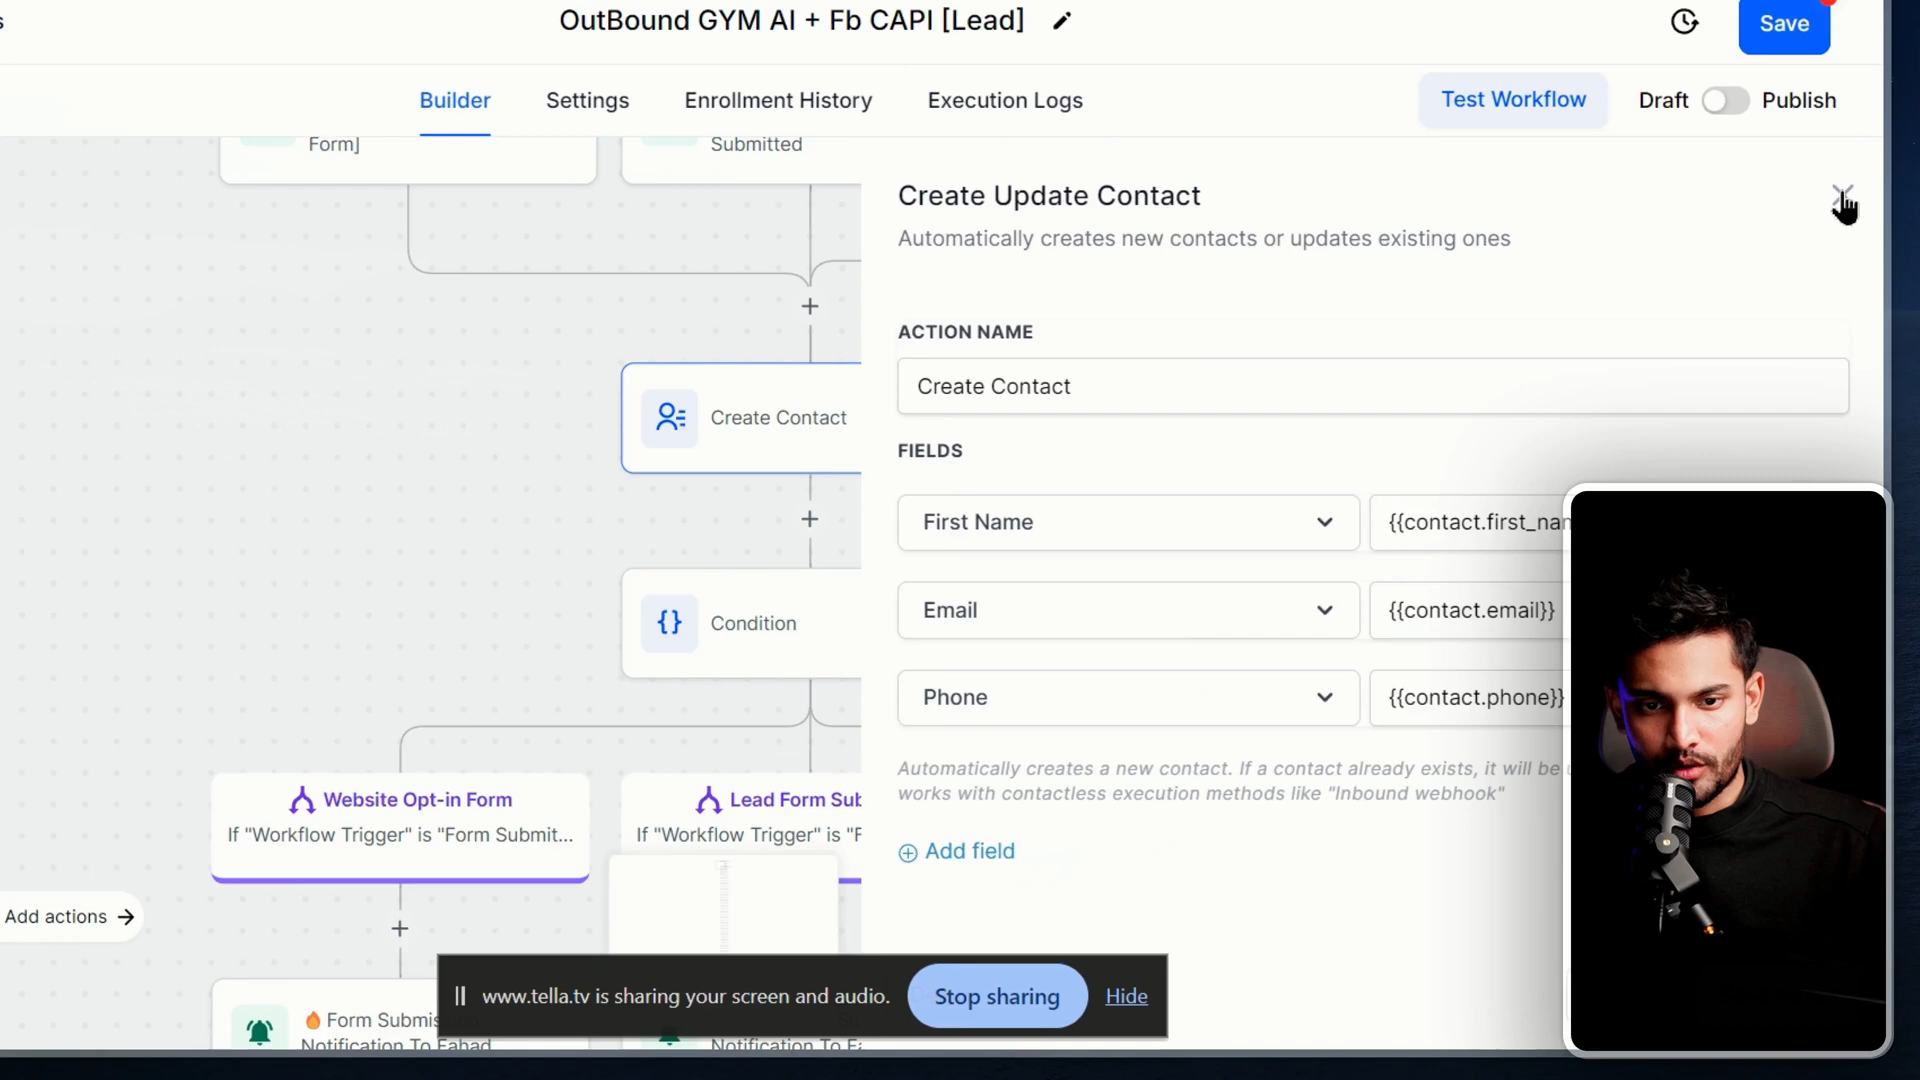 OutBound GYM AI + Fb CAPI [Lead]
Save
Builder
Settings
Enrollment History
Execution Logs
Test Workflow
Draft
Publish
Form]
Submitted
Create Update Contact
Automatically creates new contacts or updates existing ones
ACTION NAME
Create Contact
FIELDS
Create Contact
First Name
{{contact.first_nam
Email
{{contact.email}}
Condition
Phone
{{contact.phone}}
Automatically creates a new contact. If a contact already exists, it will be
works with contactless execution methods like "Inbound webhook"
Add field
Website Opt-in Form
If "Workflow Trigger" is "Form Submit...
Lead Form Sub
If "Workflow Trigger" is "F
Add actions
www.tella.tv is sharing your screen and audio.
Stop sharing
Hide
🔥 Form Submis
Notification To Fahad
Notification To Fa